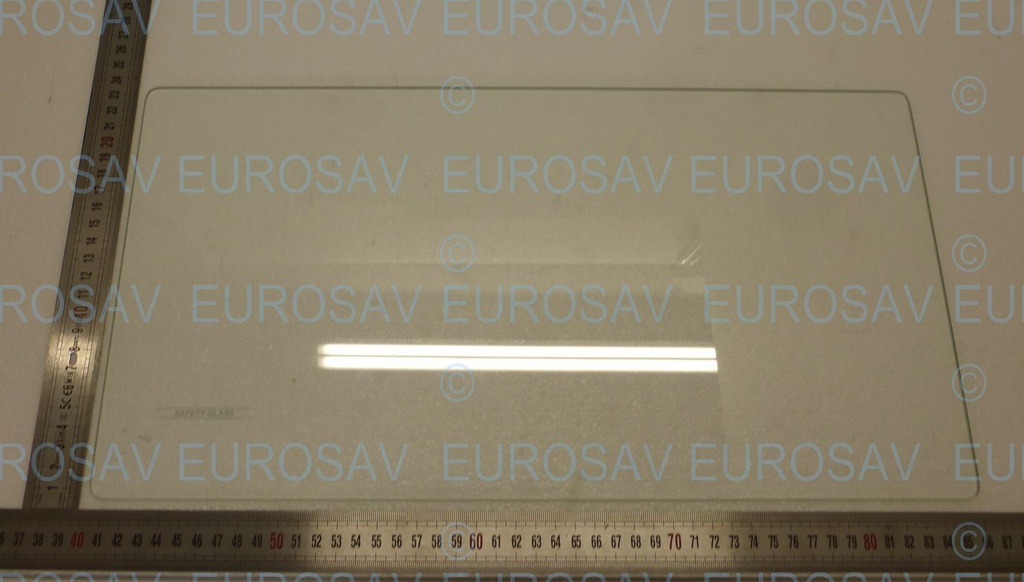 EUROSAV EUROSAV EUROSAV EUROSAV
© ©
EUROSAV EUROSAV EUROSAV EUROSAV
© ©
EUROSAV EUROSAV EUROSAV EUROSAV
© ©
SAFETY GLASS
EUROSAV EUROSAV EUROSAV
37 38 39 40 41 42 43 44 45 46 47 48 49 50 51 52 53 54 55 56 57 58 59 60 61 62 63 64 65 66 67 68 69 70 71 72 73 74 75 76 77 78 79 80 81 82 83 84 85 86 87